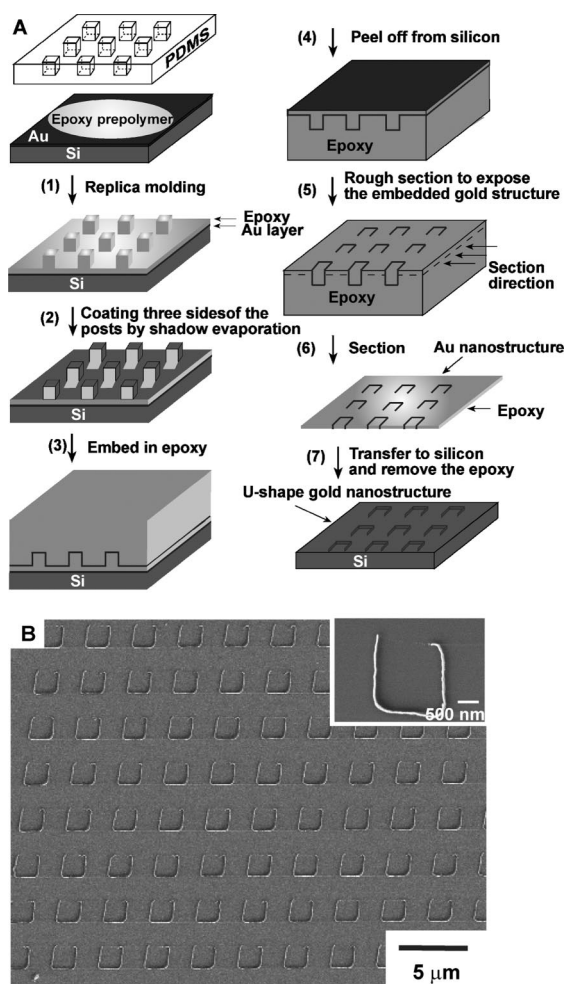 A
PDMS
Epoxy prepolymer
Au
Si
(1) Replica molding
Epoxy
Au layer
Si
(2) Coating three sidesof the
posts by shadow evaporation
Si
(3) Embed in epoxy
Si
(4) Peel off from silicon
Epoxy
(5) Rough section to expose
the embedded gold structure
Section
direction
Epoxy
(6) Section
Au nanostructure
Epoxy
(7) Transfer to silicon
and remove the epoxy
U-shape gold nanostructure
Si
B
500 nm
5 μm